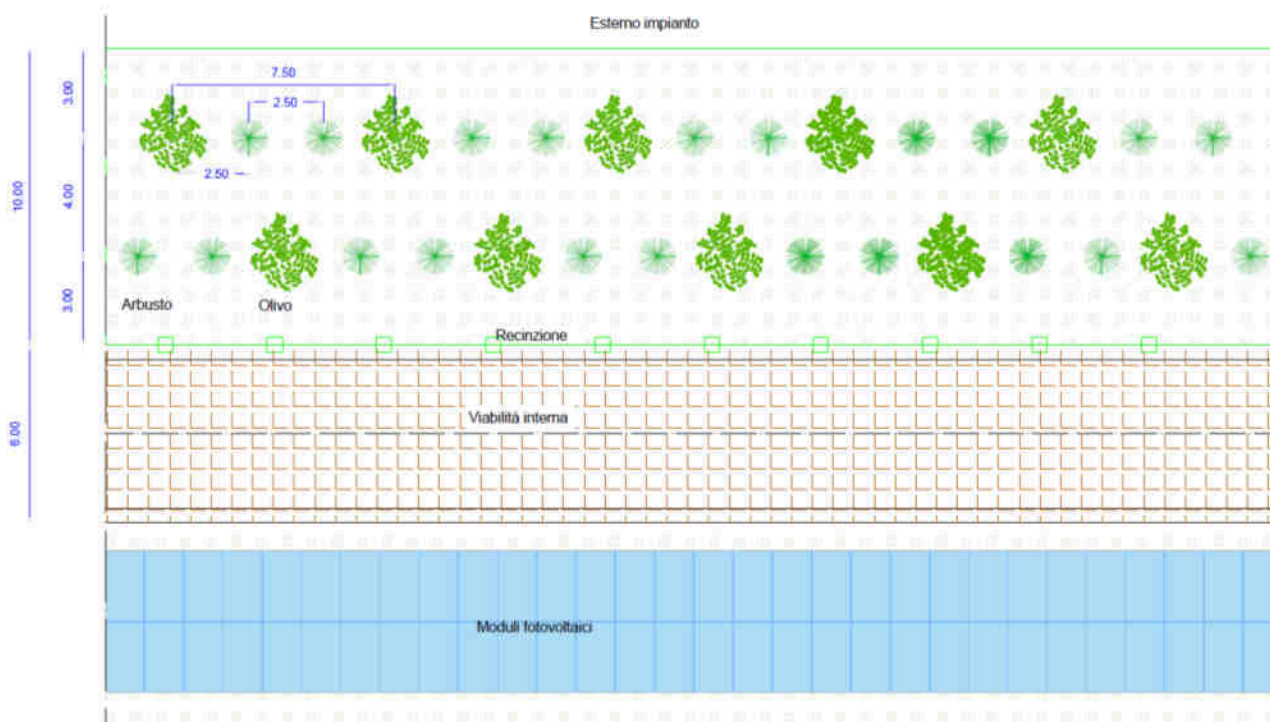 Esterno impianto
7.50
3.00
2.50
2.50
10.00
4.00
3.00
Arbusto
Olivo
Recinzione
Viabilità interna
6.00
Moduli fotovoltaici